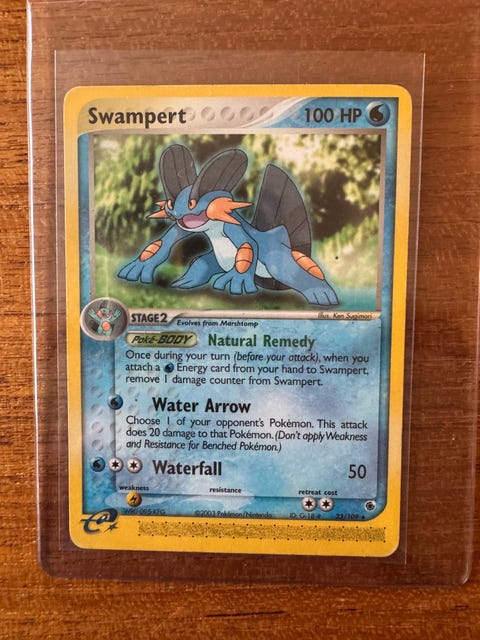 Swampert 100 HP
STAGE2 Evolves from Marshtomp
illus. Ken Sugimori
Poké-BODY Natural Remedy
Once during your turn (before your attack), when you
attach a Energy card from your hand to Swampert,
remove 1 damage counter from Swampert.
Water Arrow
Choose 1 of your opponent's Pokémon. This attack
does 20 damage to that Pokémon. (Don't apply Weakness
and Resistance for Benched Pokémon.)
Waterfall 50
weakness resistance retreat cost
©2003 Pokémon/Nintendo 23/109